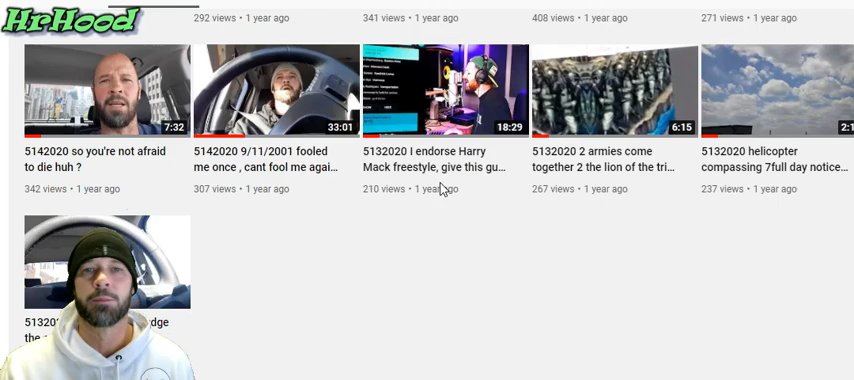 HrHood
292 views • 1 year ago
341 views • 1 year ago
408 views • 1 year ago
271 views • 1 year ago
7:32
33:01
18:29
6:15
5142020 so you're not afraid
to die huh ?
342 views • 1 year ago
5142020 9/11/2001 fooled
me once , cant fool me agai...
307 views • 1 year ago
5132020 I endorse Harry
Mack freestyle, give this gu...
210 views • 1 year ago
5132020 2 armies come
together 2 the lion of the tri...
267 views • 1 year ago
5132020 helicopter
compassing 7full day notice...
237 views • 1 year ago